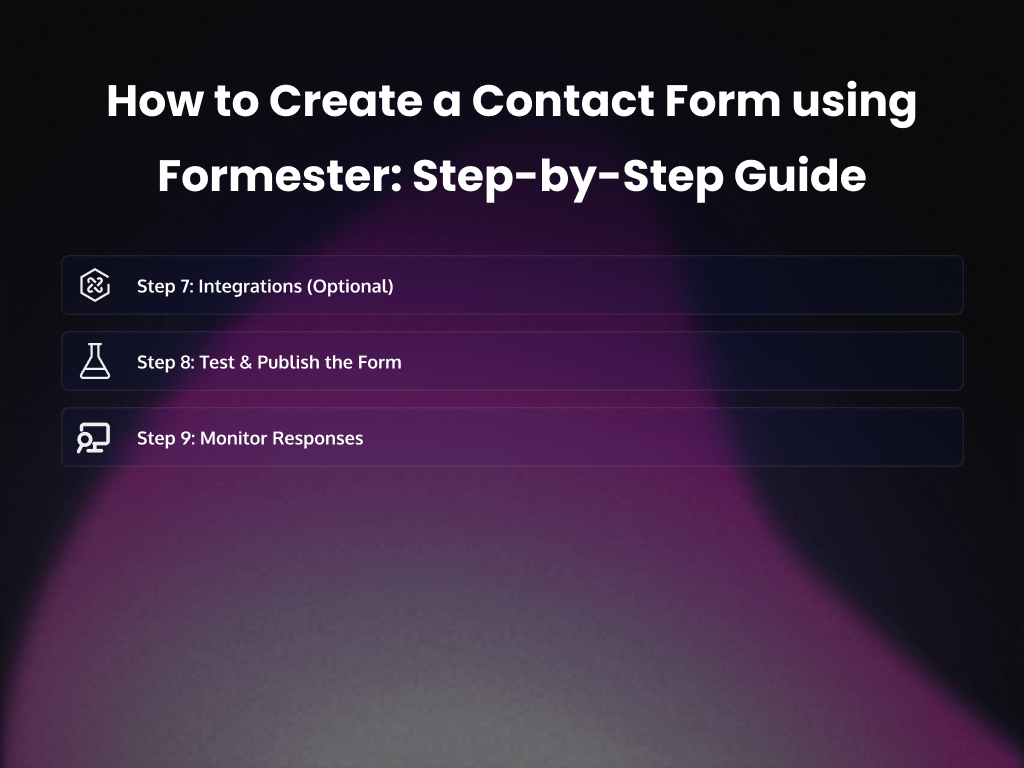 How to Create a Contact Form using
Formester: Step-by-Step Guide
Step 7: Integrations (Optional)
Step 8: Test & Publish the Form
Step 9: Monitor Responses